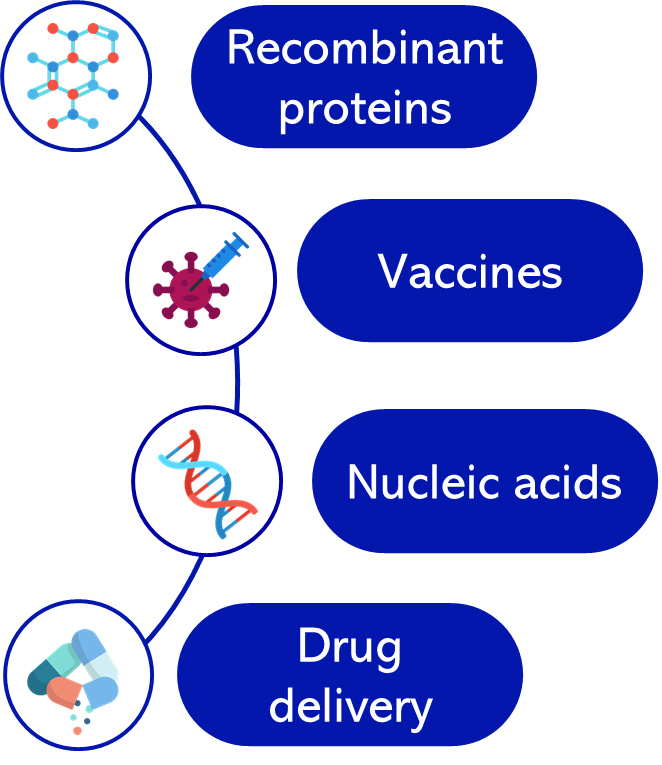 Recombinant
proteins
Vaccines
Nucleic acids
Drug
delivery